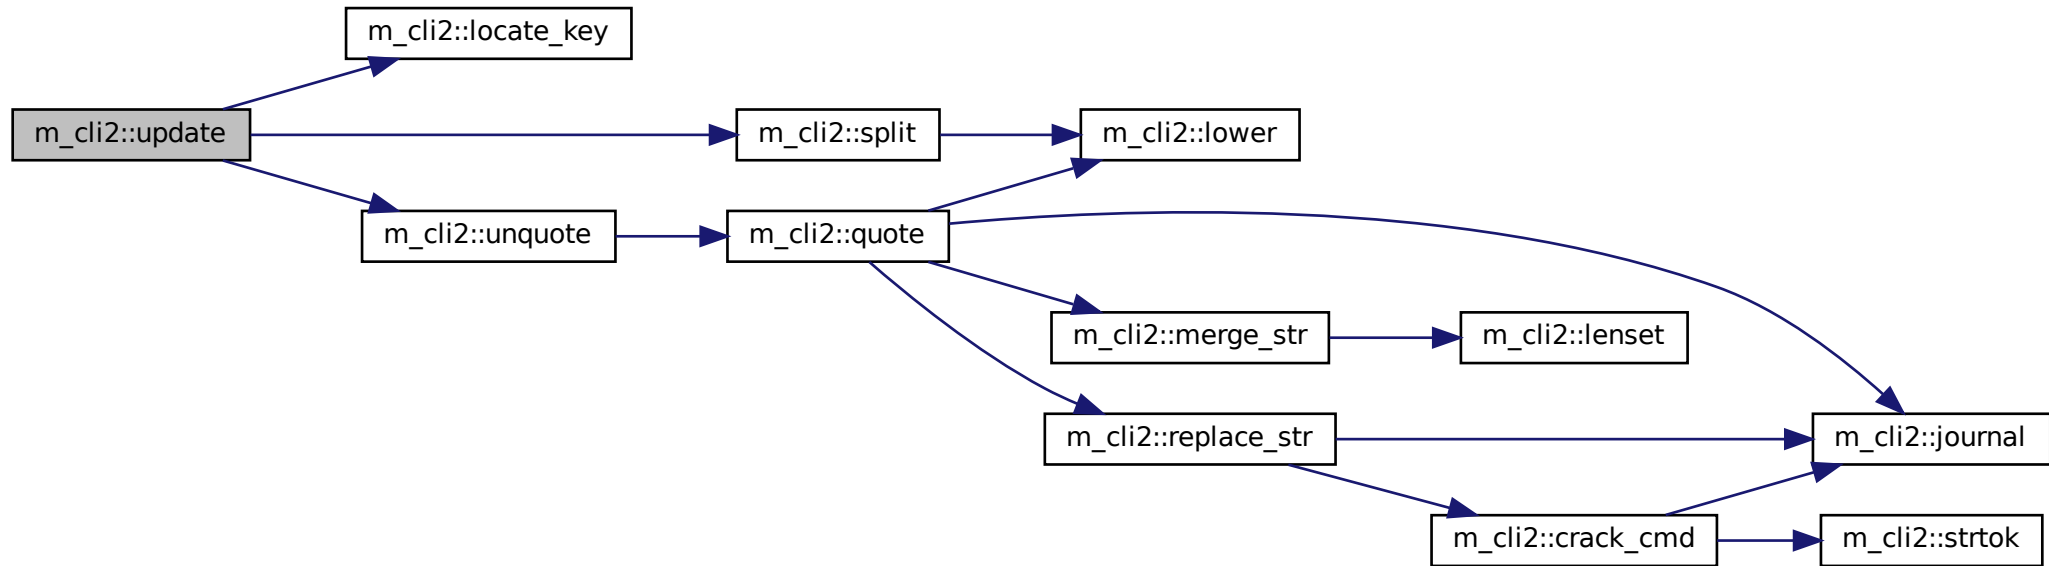 m_cli2::locate_key
m_cli2::update
m_cli2::split
m_cli2::lower
m_cli2::unquote
m_cli2::quote
m_cli2::merge_str
m_cli2::lenset
m_cli2::replace_str
m_cli2::journal
m_cli2::crack_cmd
m_cli2::strtok